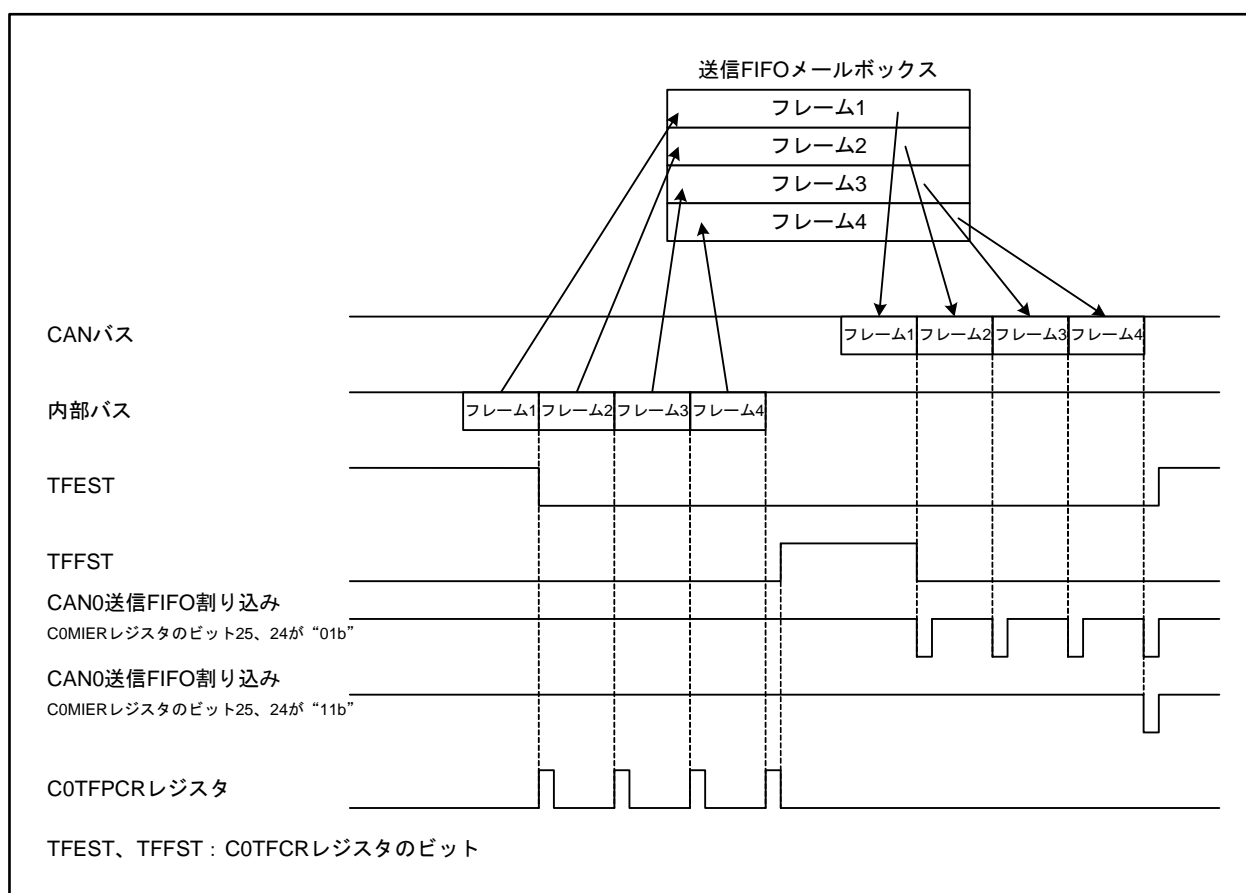 送信FIFOメールボックス
フレーム1
フレーム2
フレーム3
フレーム4
CANバス
フレーム1 フレーム2 フレーム3 フレーム4
内部バス
フレーム1 フレーム2 フレーム3 フレーム4
TFEST
TFFST
CAN0送信FIFO割り込み
C0MIERレジスタのビット25、24が“01b”
CAN0送信FIFO割り込み
C0MIERレジスタのビット25、24が“11b”
C0TFPCRレジスタ
TFEST、TFFST : C0TFCRレジスタのビット